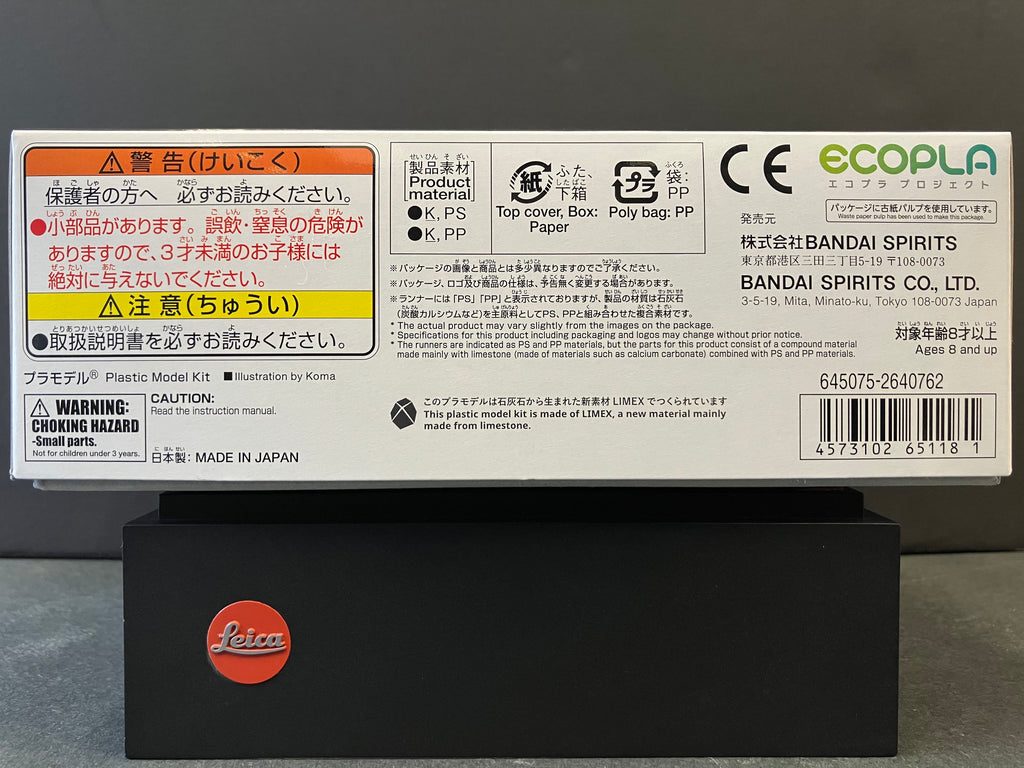 ⚠警告(けいこく)
保護者の方へ 必ずお読みください。
●小部品があります。誤飲・窒息の危険が
ありますので、3才未満のお子様には
絶対に与えないでください。
⚠注意(ちゅうい)
●取扱説明書を必ずお読みください。
プラモデル® Plastic Model Kit ■Illustration by Koma
⚠ WARNING:
CHOKING HAZARD
-Small parts.
Not for children under 3 years.
CAUTION:
Read the instruction manual.
日本製: MADE IN JAPAN
[製品素材
Product
material]
●K, PS
●K, PP
紙
ふた、
下箱
Top cover, Box:
Paper
プラ
袋:
PP
Poly bag: PP
※パッケージの画像と商品とは多少異なりますのでご了承ください。
※パッケージ、ロゴ及び商品の仕様は、予告無く変更する場合があります。
※ランナーには「PS」「PP」と表示されておりますが、製品の材質は石灰石
(炭酸カルシウムなど)を主原料としてPS、PPと組み合わせた複合素材です。
* The actual product may vary slightly from the images on the package.
* Specifications for this product including packaging and logos may change without prior notice.
* The runners are indicated as PS and PP materials, but the parts for this product consist of a compound material
made mainly with limestone (made of materials such as calcium carbonate) combined with PS and PP materials.
このプラモデルは石灰石から生まれた新素材 LIMEX でつくられています
This plastic model kit is made of LIMEX, a new material mainly
made from limestone.
CE
ECOPLA
エコプラ プロジェクト
パッケージに古紙パルプを使用しています。
Waste paper pulp has been used to make this package.
発売元
株式会社BANDAI SPIRITS
東京都港区三田三丁目5-19 〒108-0073
BANDAI SPIRITS CO., LTD.
3-5-19, Mita, Minato-ku, Tokyo 108-0073 Japan
対象年齢8才以上
Ages 8 and up
645075-2640762
4573102 65118 1
Leica